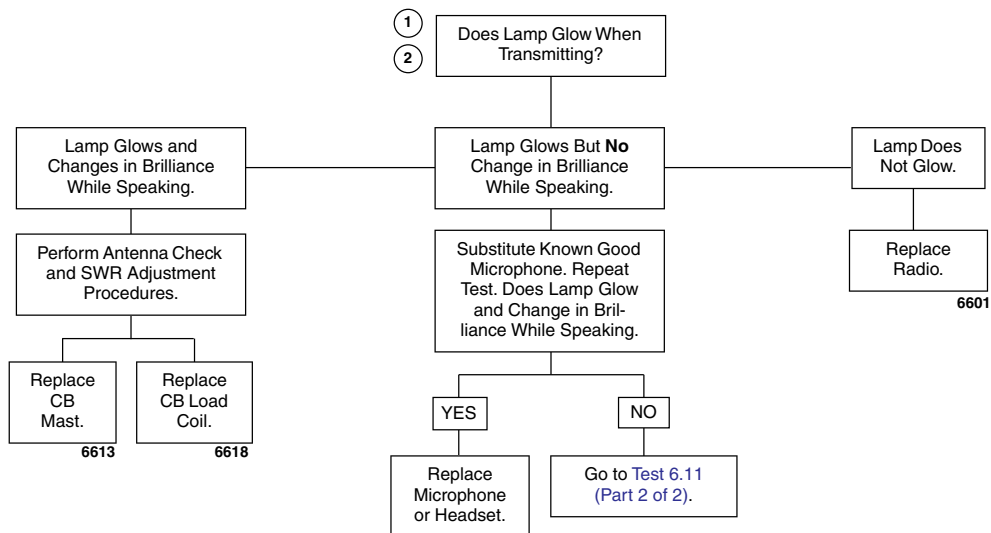 1
2
Does Lamp Glow When
Transmitting?
Lamp Glows and
Changes in Brilliance
While Speaking.
Lamp Glows But No
Change in Brilliance
While Speaking.
Lamp Does
Not Glow.
Perform Antenna Check
and SWR Adjustment
Procedures.
Substitute Known Good
Microphone. Repeat
Test. Does Lamp Glow
and Change in Bril-
liance While Speaking.
Replace
Radio.
6601
Replace
CB
Mast.
6613
Replace
CB Load
Coil.
6618
YES
NO
Replace
Microphone
or Headset.
Go to Test 6.11
(Part 2 of 2).